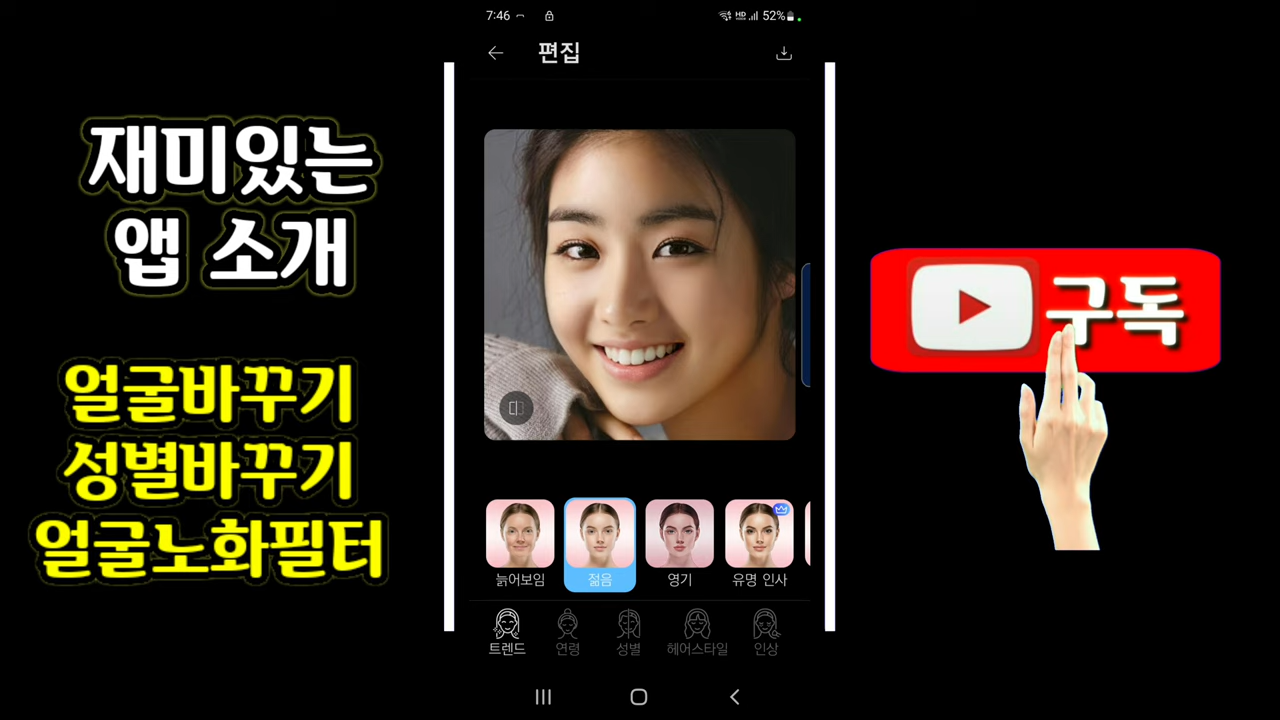 재미있는
앱 소개
얼굴바꾸기
성별바꾸기
얼굴노화필터
7:46
HD
52%
편집
늙어보임
젊음
영기
유명 인사
트렌드
연령
성별
헤어스타일
인상
구독